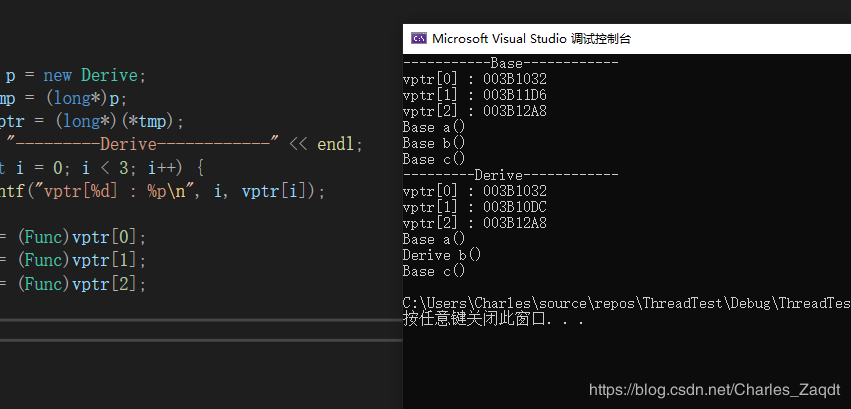 p = new Derive;
mp = (long*)p;
ptr = (long*)(*tmp);
"---------Derive------------" << endl;
t i = 0; i < 3; i++) {
ntf("vptr[%d] : %p\n", i, vptr[i]);
= (Func)vptr[0];
= (Func)vptr[1];
= (Func)vptr[2];
Microsoft Visual Studio 调试控制台
-----------Base------------
vptr[0] : 003B1032
vptr[1] : 003B11D6
vptr[2] : 003B12A8
Base a()
Base b()
Base c()
---------Derive------------
vptr[0] : 003B1032
vptr[1] : 003B10DC
vptr[2] : 003B12A8
Base a()
Derive b()
Base c()
C:\Users\Charles\source\repos\ThreadTest\Debug\ThreadTes
按任意键关闭此窗口. . .
https://blog.csdn.net/Charles_Zaqdt